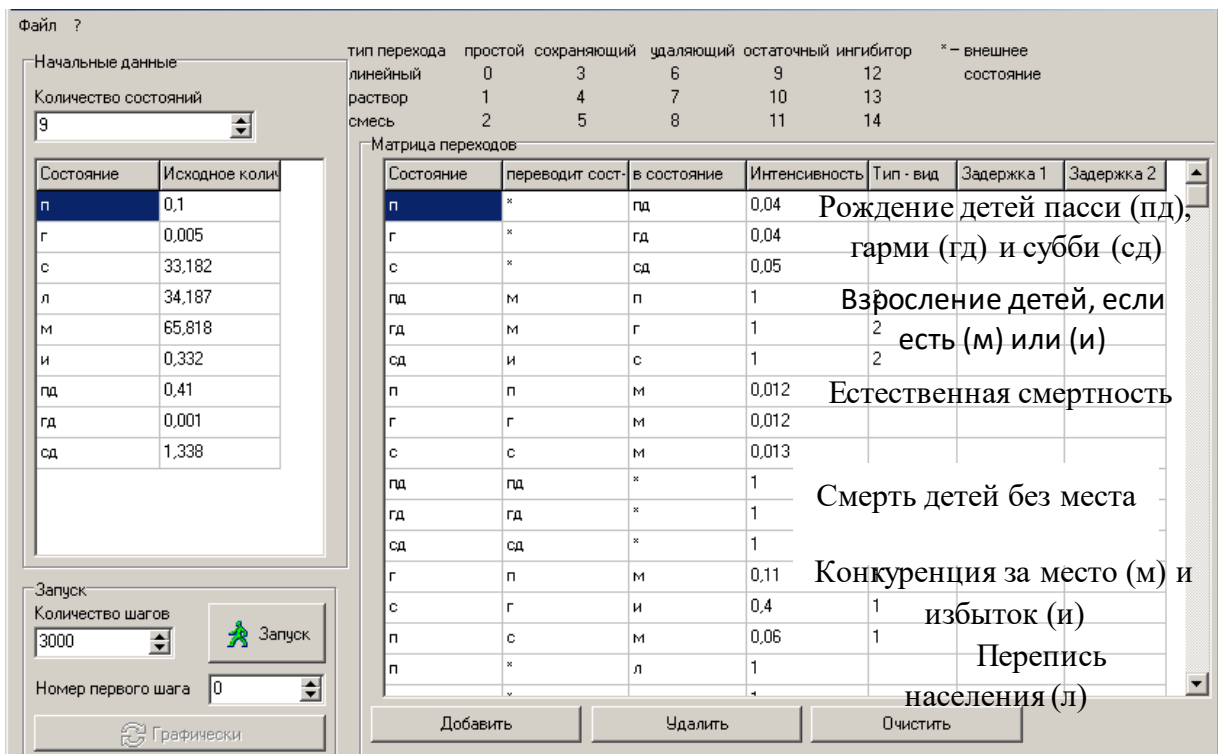 Файл ?
тип перехода простой сохраняющий удаляющий остаточный ингибитор * – внешнее
линейный 0 3 6 9 12 состояние
раствор 1 4 7 10 13
смесь 2 5 8 11 14
Начальные данные
Количество состояний
9
Состояние Исходное колич
п 0,1
г 0,005
с 33,182
л 34,187
м 65,818
и 0,332
пд 0,41
гд 0,001
сд 1,338
Запуск
Количество шагов
3000
Запуск
Номер первого шага 0
Графически
Матрица переходов
Состояние переводит сост- в состояние Интенсивность Тип - вид Задержка 1 Задержка 2
п * пд 0,04
г * гд 0,04
с * сд 0,05
пд м п 1
гд м г 1 2
сд и с 1 2
п п м 0,012
г г м 0,012
с с м 0,013
пд пд * 1
гд гд * 1
сд сд * 1
г п м 0,11
с г и 0,4 1
п с м 0,06 1
п * л 1
Рождение детей пасси (пд),
гарми (гд) и субби (сд)
Взросление детей, если
есть (м) или (и)
Естественная смертность
Смерть детей без места
Конкуренция за место (м) и
избыток (и)
Перепись
населения (л)
Добавить Удалить Очистить